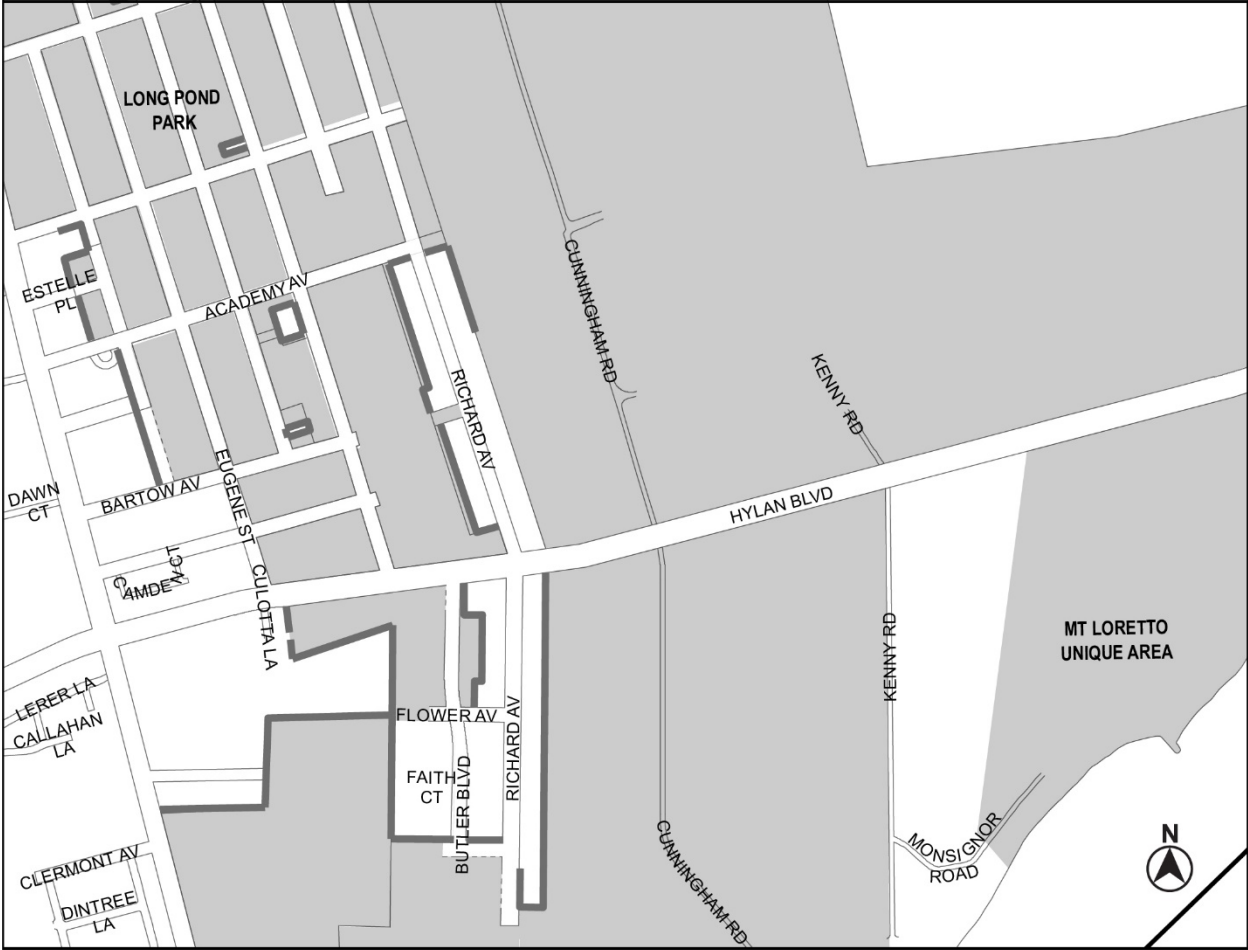 LONG POND
PARK
CUNNINGHAM RD
ESTELLE
PL
ACADEMY AV
KENNY RD
RICHARD AV
DAWN
CT
BARTOW AV
EUGENE ST
HYLAN BLVD
CAMDEN CT
CULOTTA LA
KENNY RD
MT LORETTO
UNIQUE AREA
LERER LA
CALLAHAN
LA
FLOWER AV
RICHARD AV
FAITH
CT
BUTLER BLVD
CUNNINGHAM RD
MONSIGNOR
ROAD
N
CLERMONT AV
DINTREE
LA